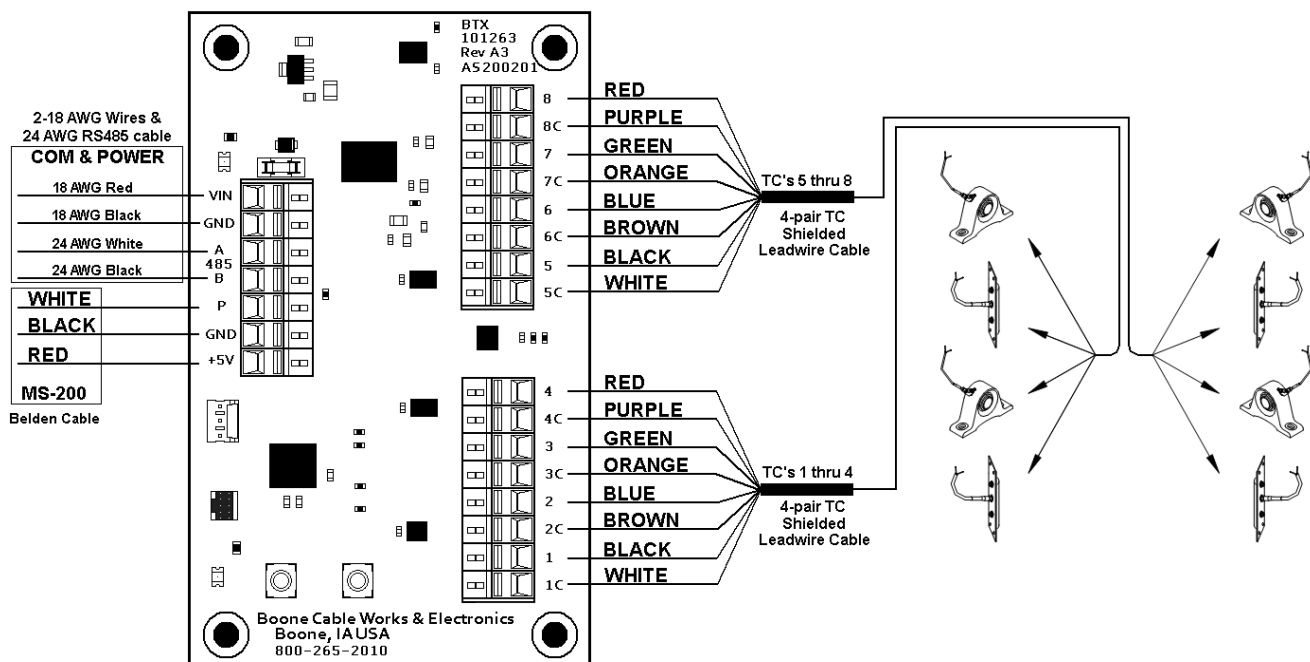 BTX
101263
Rev A3
AS200201
2-18 AWG Wires &
24 AWG RS485 cable
COM & POWER
18 AWG Red
VIN
18 AWG Black
GND
24 AWG White
A
485
24 AWG Black
B
WHITE
P
BLACK
GND
RED
+5V
MS-200
Belden Cable
8 RED
8C PURPLE
7 GREEN
7C ORANGE
6 BLUE
6C BROWN
5 BLACK
5C WHITE
TC's 5 thru 8
4-pair TC
Shielded
Leadwire Cable
4 RED
4C PURPLE
3 GREEN
3C ORANGE
2 BLUE
2C BROWN
1 BLACK
1C WHITE
TC's 1 thru 4
4-pair TC
Shielded
Leadwire Cable
Boone Cable Works & Electronics
Boone, IA USA
800-265-2010